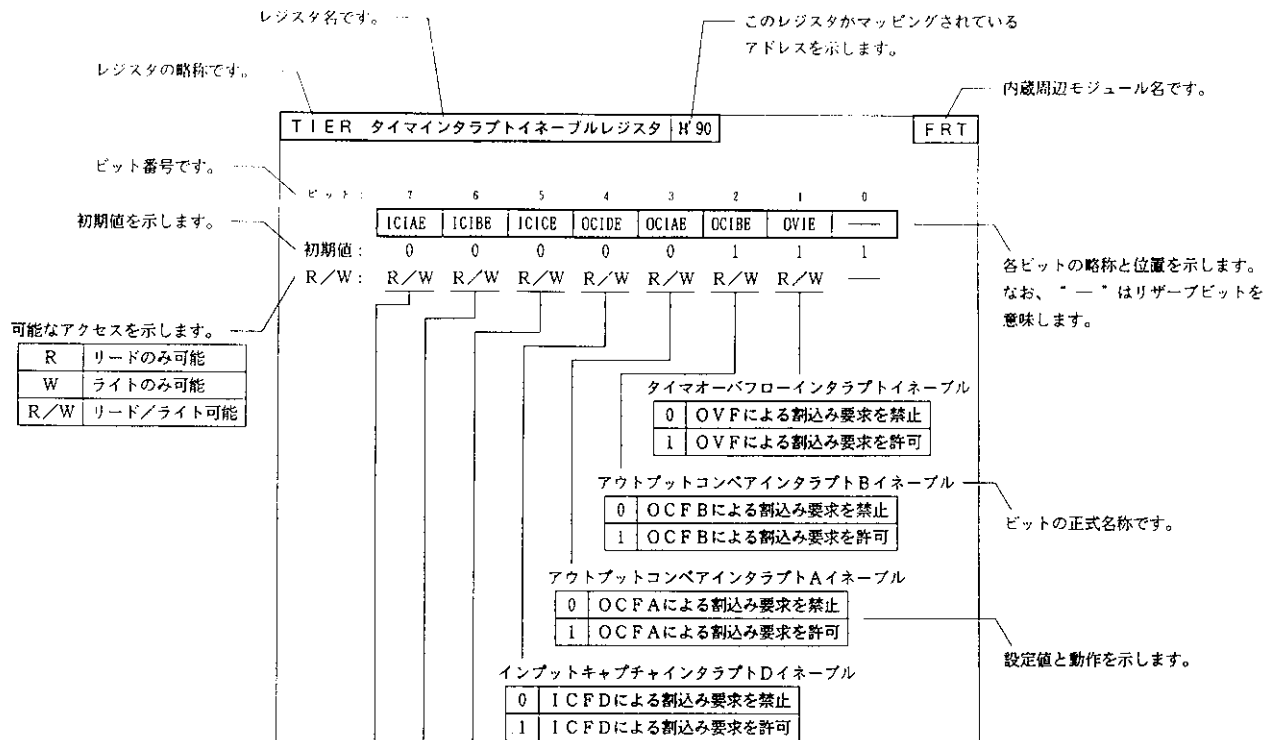 レジスタ名です。
このレジスタがマッピングされている
アドレスを示します。
レジスタの略称です。
内蔵周辺モジュール名です。
TIER タイマインタラプトイネーブルレジスタ H'90
FRT
ビット番号です。
ビット: 7 6 5 4 3 2 1 0
初期値を示します。
ICIAE ICIBE ICICE OCIDE OCIAE OCIBE OVIE —
初期値: 0 0 0 0 0 1 1 1
R/W: R/W R/W R/W R/W R/W R/W R/W —
各ビットの略称と位置を示します。
なお、"—"はリザーブビットを
意味します。
可能なアクセスを示します。
R リードのみ可能
W ライトのみ可能
R/W リード/ライト可能
タイマオーバフローインタラプトイネーブル
0 OVFによる割込み要求を禁止
1 OVFによる割込み要求を許可
アウトプットコンペアインタラプトBイネーブル
0 OCFBによる割込み要求を禁止
1 OCFBによる割込み要求を許可
ビットの正式名称です。
アウトプットコンペアインタラプトAイネーブル
0 OCFAによる割込み要求を禁止
1 OCFAによる割込み要求を許可
設定値と動作を示します。
インプットキャプチャインタラプトDイネーブル
0 ICFDによる割込み要求を禁止
1 ICFDによる割込み要求を許可